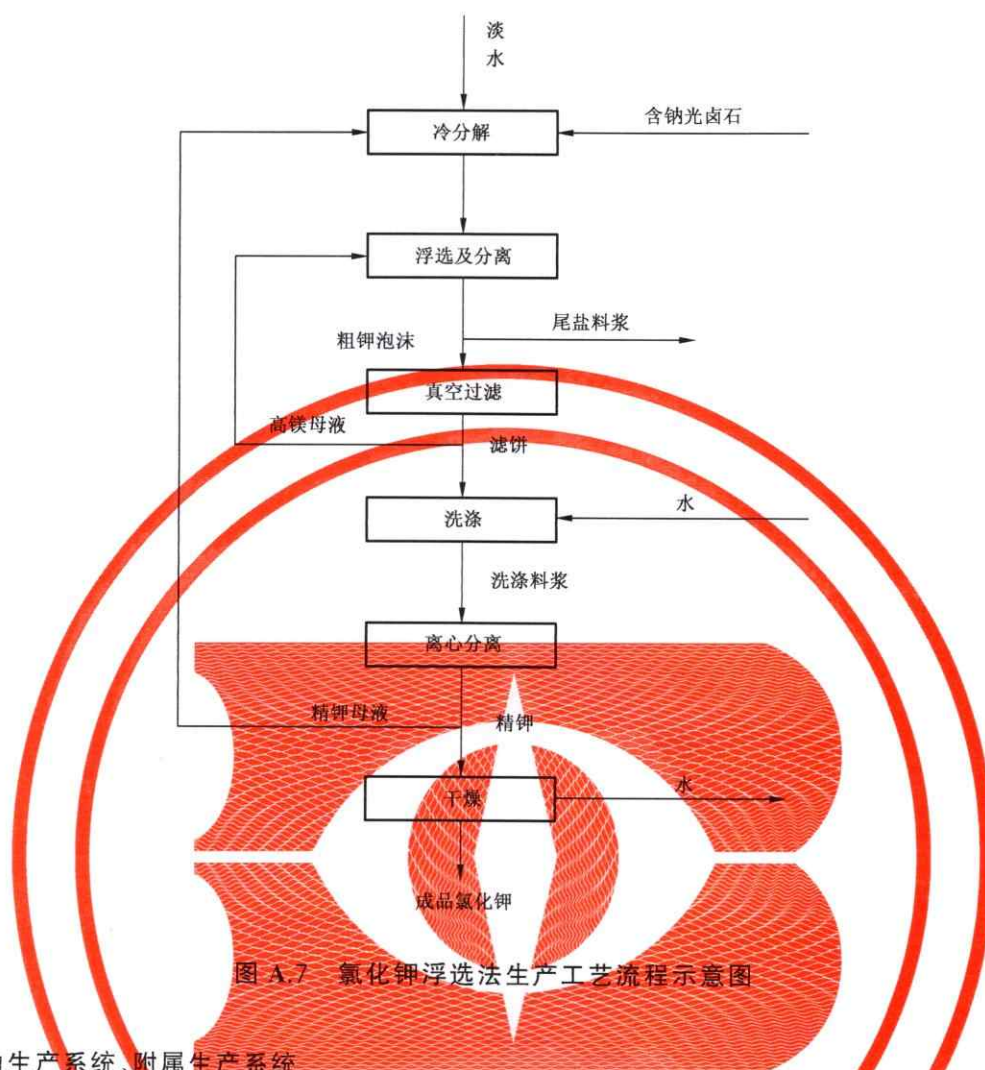 淡
水
冷分解
含钠光卤石
浮选及分离
粗钾泡沫
尾盐料浆
真空过滤
高镁母液
滤饼
洗涤
水
洗涤料浆
离心分离
精钾母液
精钾
干燥
水
成品氯化钾
图 A.7 氯化钾浮选法生产工艺流程示意图
生产系统、附属生产系统